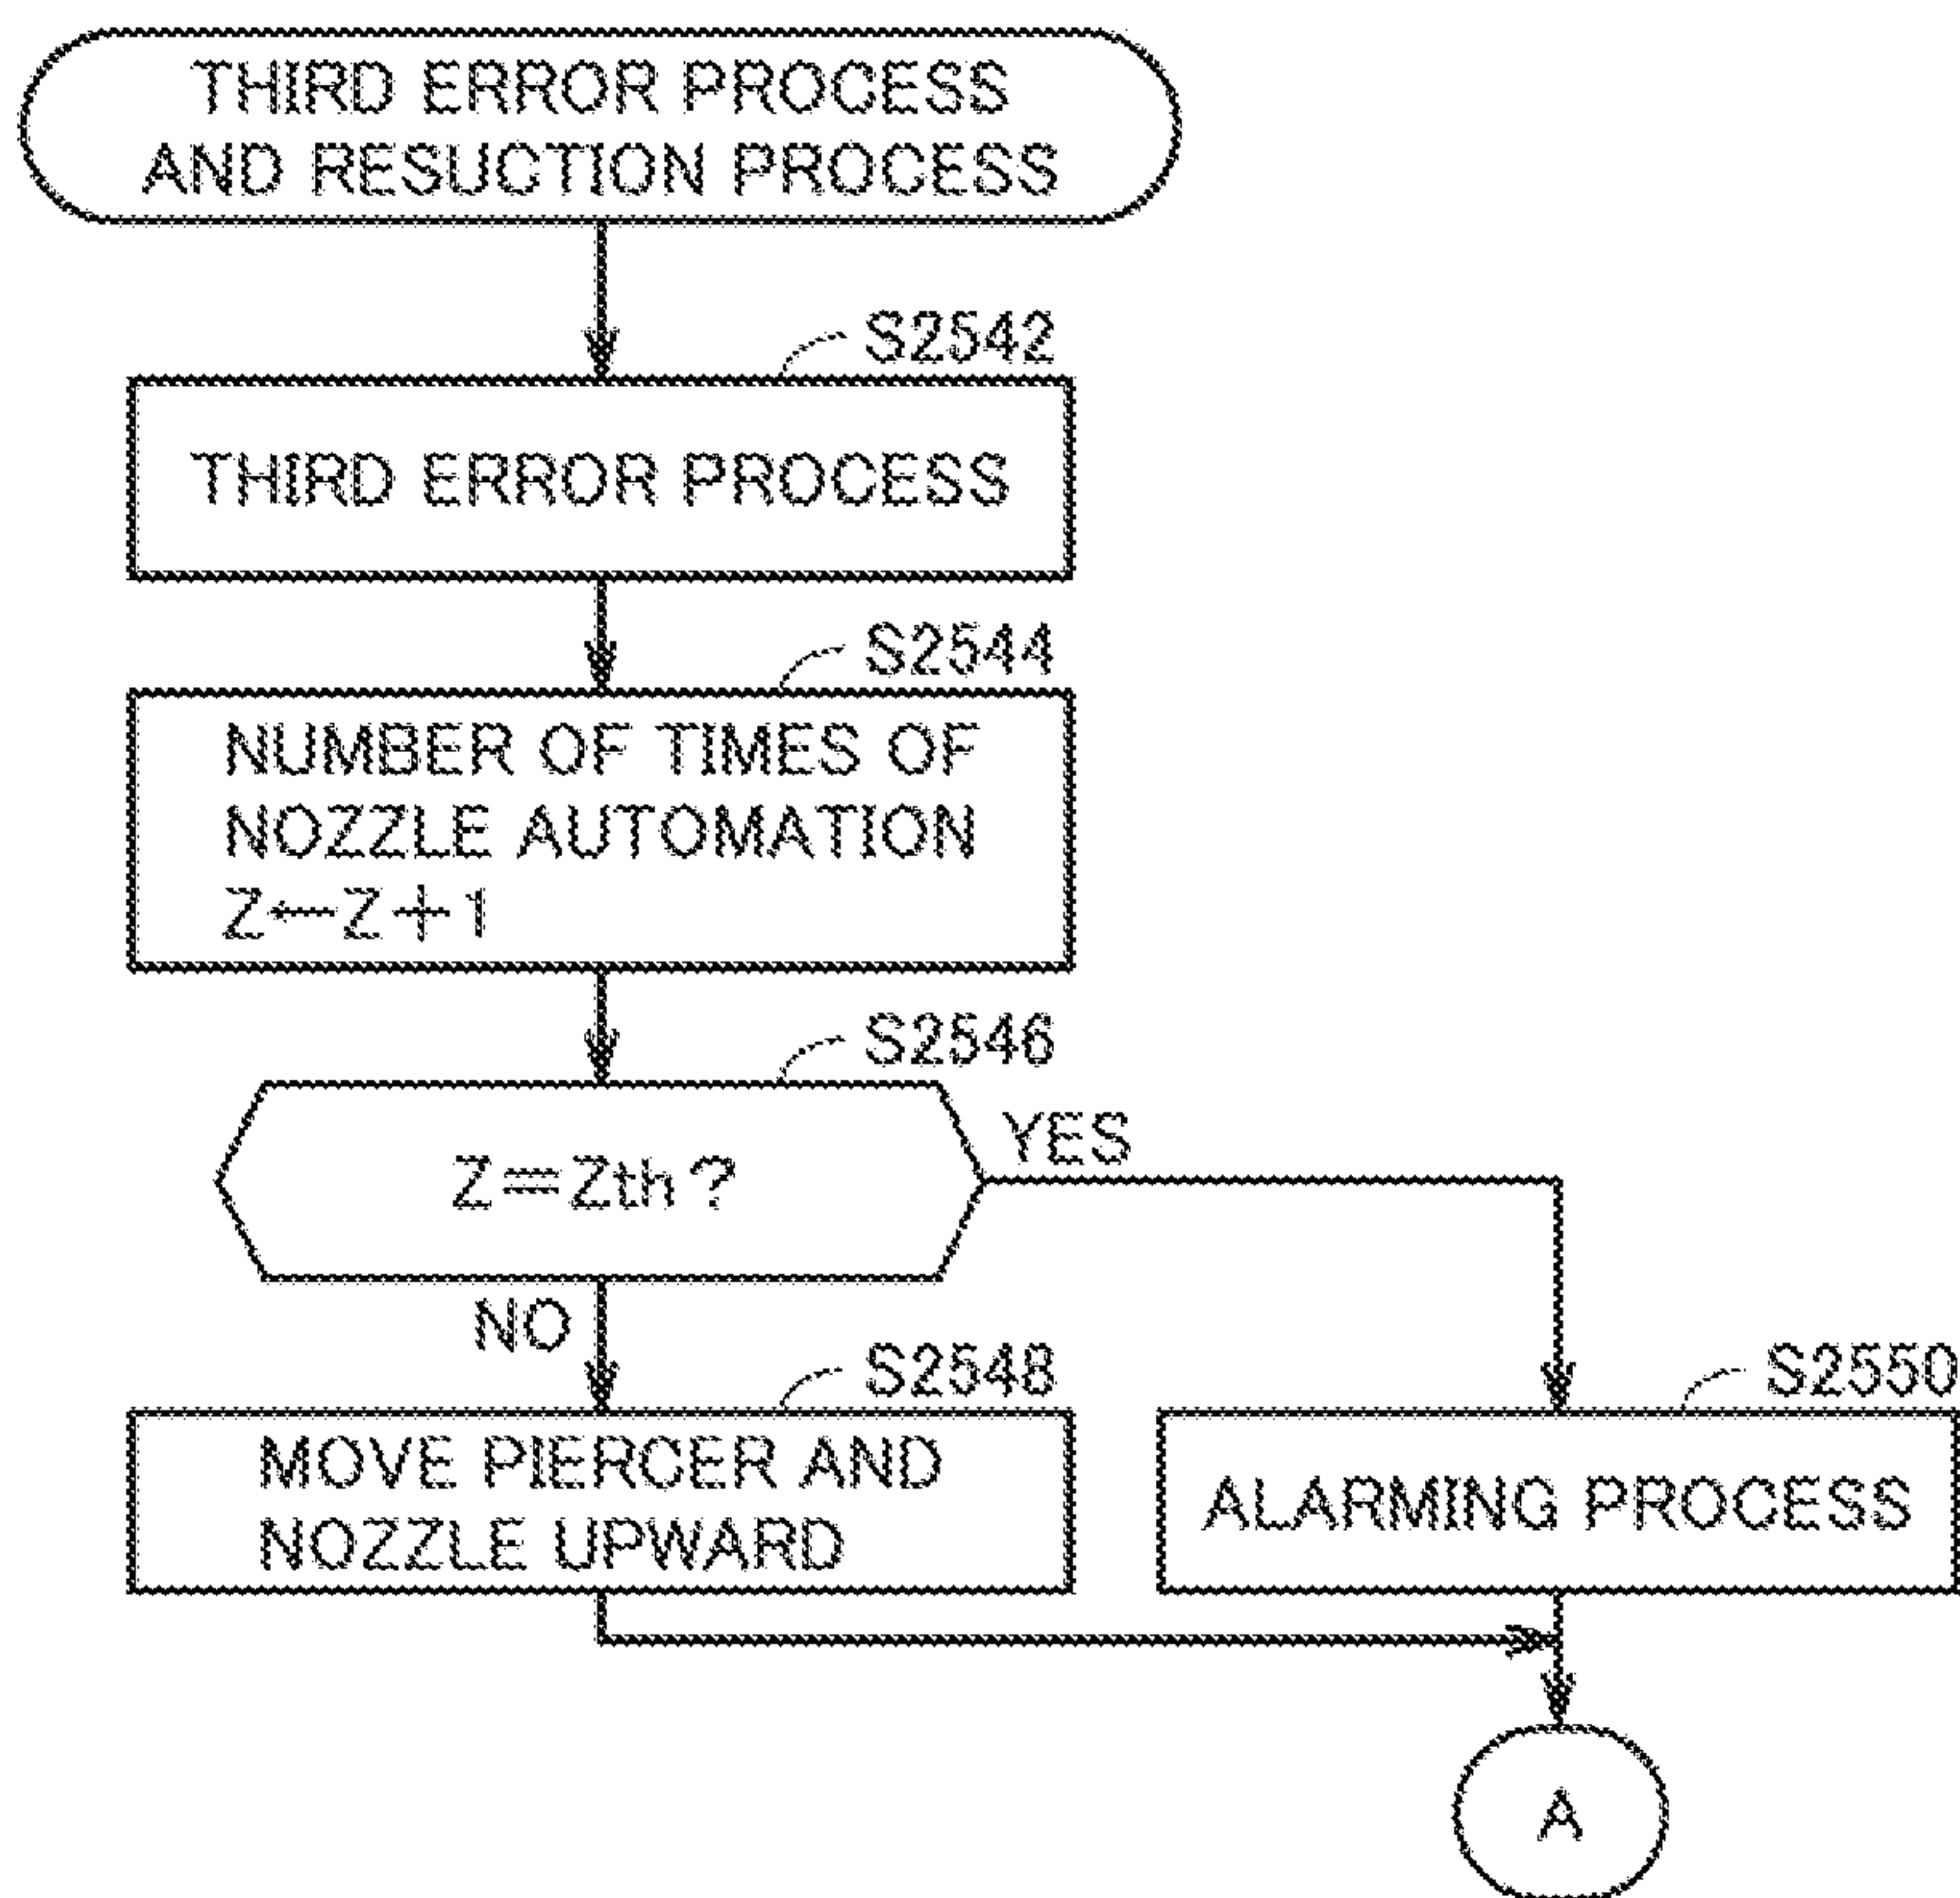 THIRD ERROR PROCESS
AND RESUCTION PROCESS
S2542
THIRD ERROR PROCESS
S2544
NUMBER OF TIMES OF
NOZZLE AUTOMATION
Z←Z+1
S2546
Z=Zth?
YES
NO
S2548
MOVE PIERCER AND
NOZZLE UPWARD
S2550
ALARMING PROCESS
A